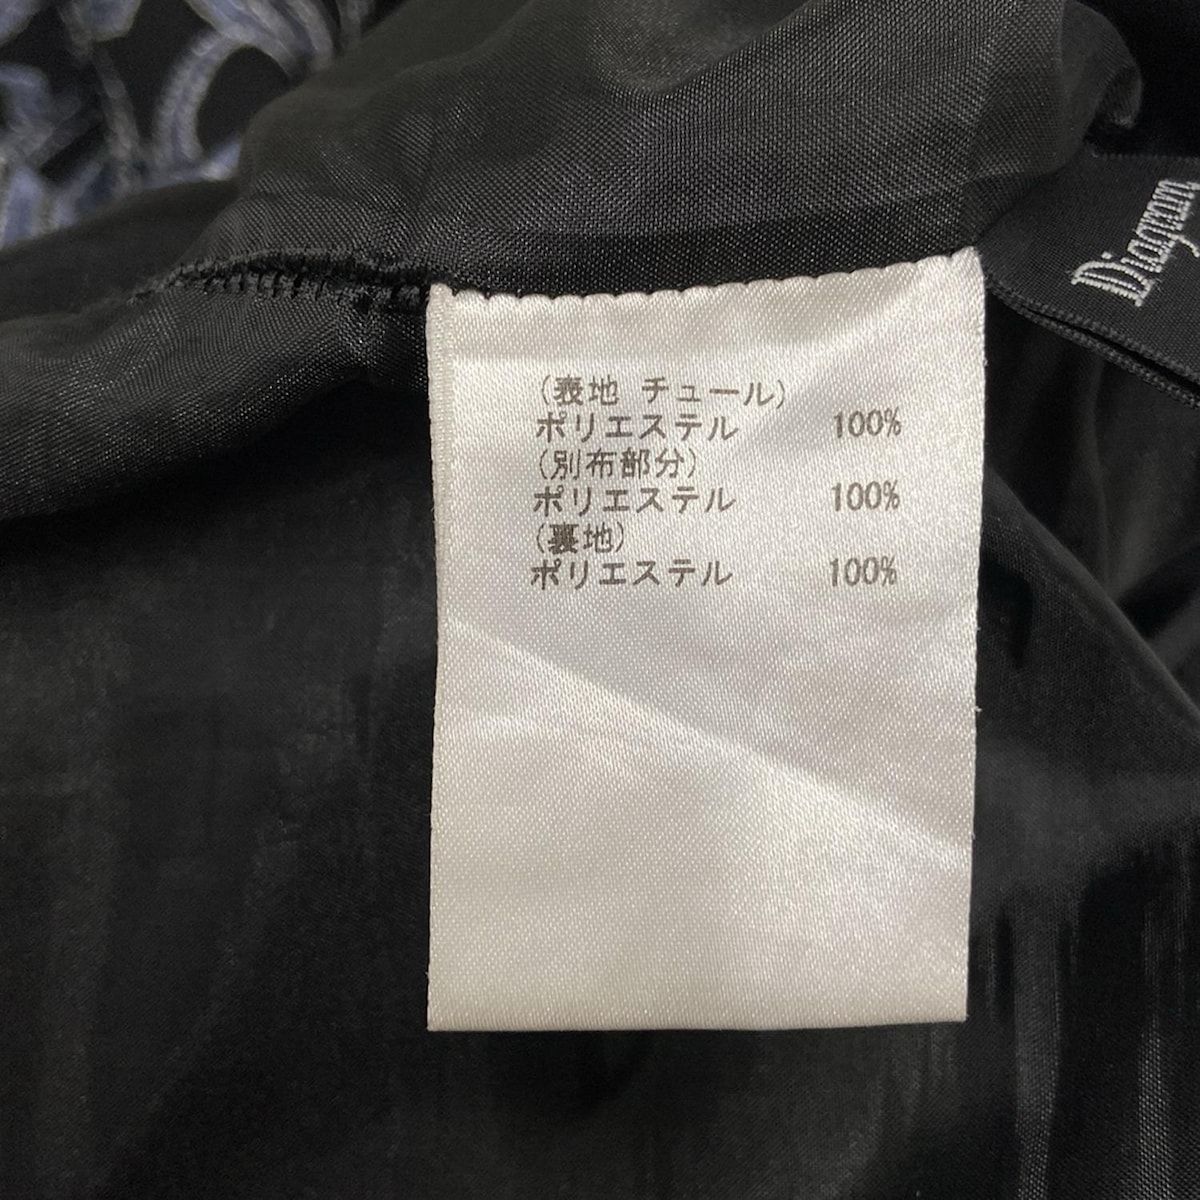 (表地 チュール)
ポリエステル 100%
(別布部分)
ポリエステル 100%
(裏地)
ポリエステル 100%
Diagram